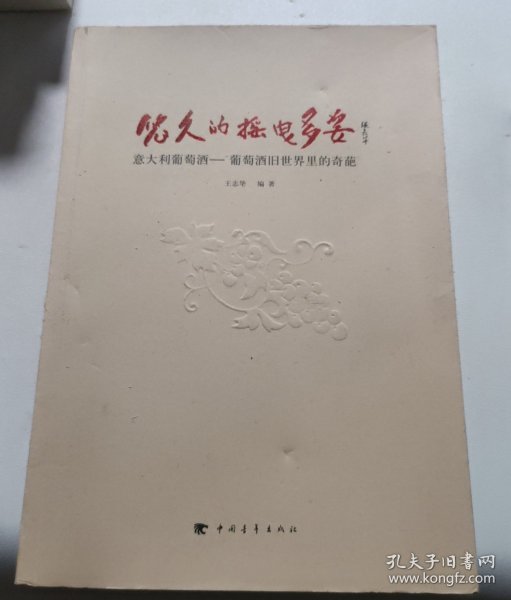 悠久的摇曳多姿
意大利葡萄酒——葡萄酒旧世界里的奇葩
王志华 编著
中国青年出版社
孔夫子旧书网
www.kongfz.com